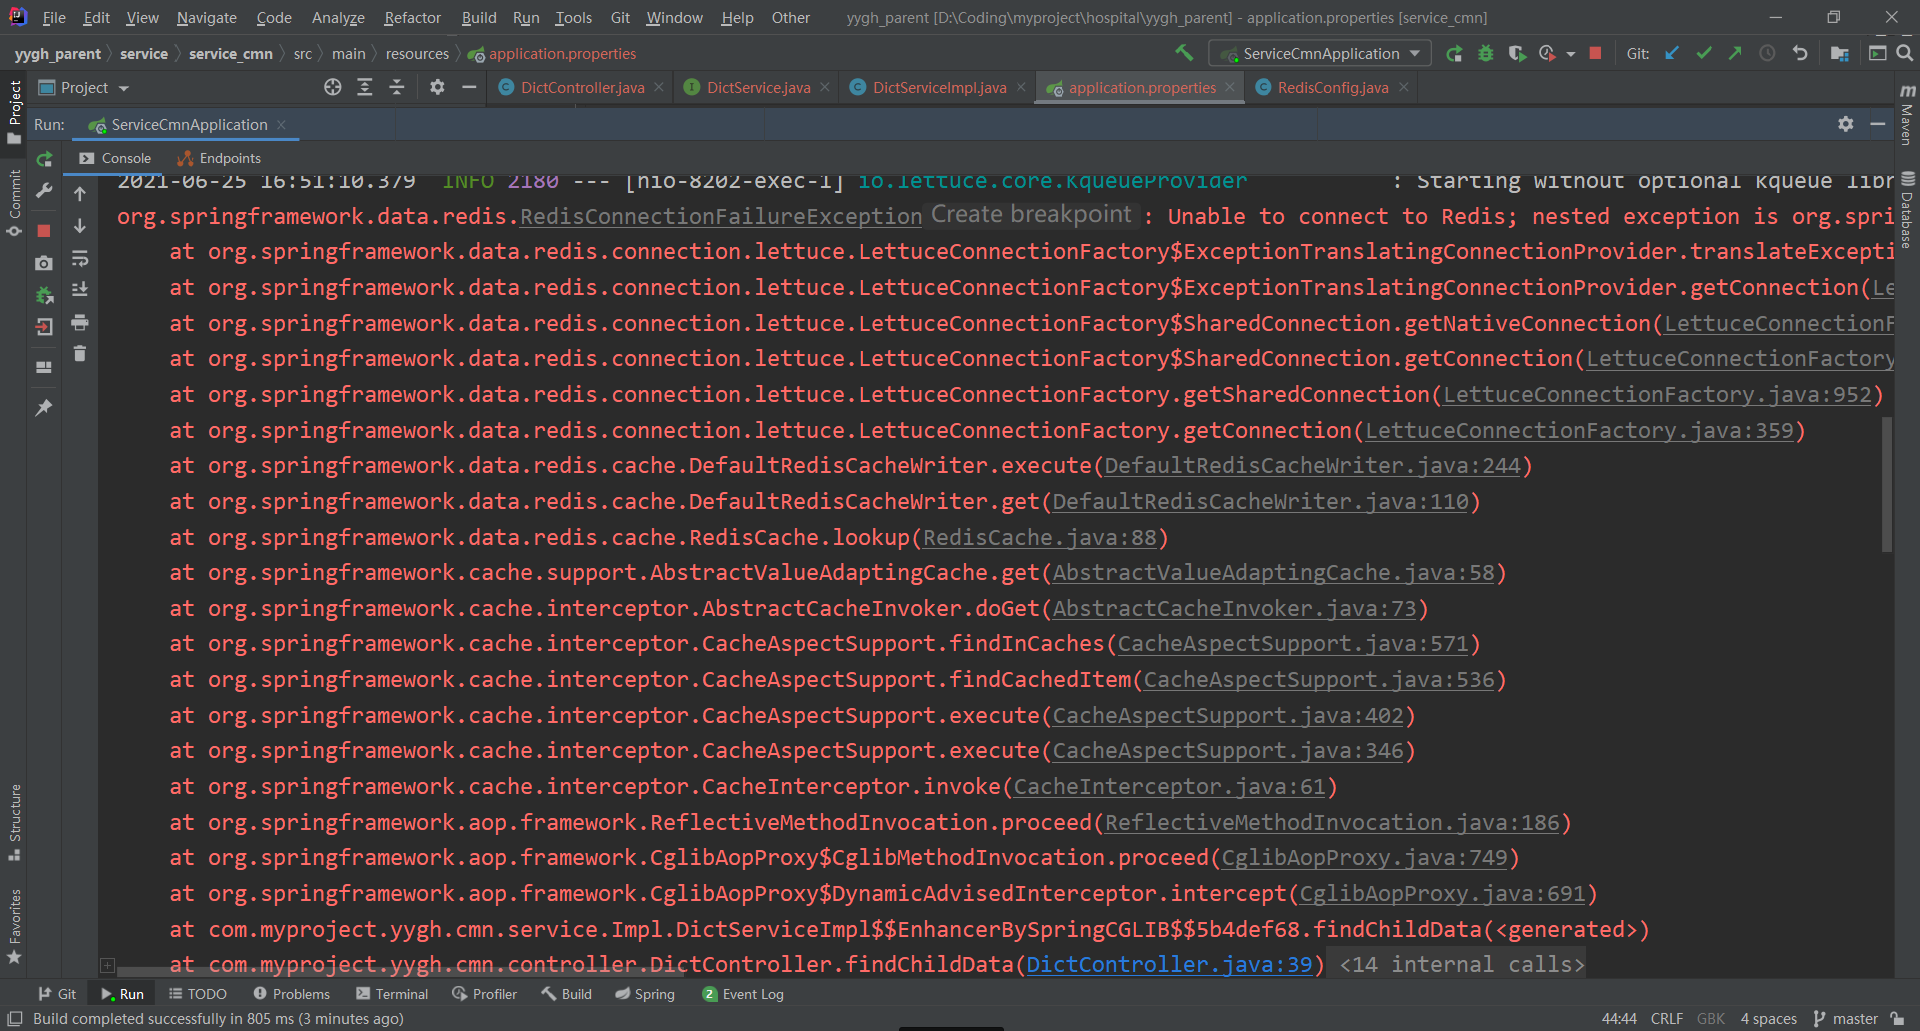 File Edit View Navigate Code Analyze Refactor Build Run Tools Git Window Help Other yygh_parent [D:\Coding\myproject\hospital\yygh_parent] - application.properties [service_cmn]
yygh_parent service service_cmn src main resources application.properties ServiceCmnApplication Git:
Project DictController.java DictService.java DictServiceImpl.java application.properties RedisConfig.java
Run: ServiceCmnApplication
Console Endpoints
2021-06-25 16:51:10.379 INFO 2180 --- [nio-8202-exec-1] io.lettuce.core.KqueueProvider : Starting without optional kqueue libr
org.springframework.data.redis.RedisConnectionFailureException Create breakpoint : Unable to connect to Redis; nested exception is org.spri
at org.springframework.data.redis.connection.lettuce.LettuceConnectionFactory$ExceptionTranslatingConnectionProvider.translateExcepti
at org.springframework.data.redis.connection.lettuce.LettuceConnectionFactory$ExceptionTranslatingConnectionProvider.getConnection(Le
at org.springframework.data.redis.connection.lettuce.LettuceConnectionFactory$SharedConnection.getNativeConnection(LettuceConnectionF
at org.springframework.data.redis.connection.lettuce.LettuceConnectionFactory$SharedConnection.getConnection(LettuceConnectionFactory
at org.springframework.data.redis.connection.lettuce.LettuceConnectionFactory.getSharedConnection(LettuceConnectionFactory.java:952)
at org.springframework.data.redis.connection.lettuce.LettuceConnectionFactory.getConnection(LettuceConnectionFactory.java:359)
at org.springframework.data.redis.cache.DefaultRedisCacheWriter.execute(DefaultRedisCacheWriter.java:244)
at org.springframework.data.redis.cache.DefaultRedisCacheWriter.get(DefaultRedisCacheWriter.java:110)
at org.springframework.data.redis.cache.RedisCache.lookup(RedisCache.java:88)
at org.springframework.cache.support.AbstractValueAdaptingCache.get(AbstractValueAdaptingCache.java:58)
at org.springframework.cache.interceptor.AbstractCacheInvoker.doGet(AbstractCacheInvoker.java:73)
at org.springframework.cache.interceptor.CacheAspectSupport.findInCaches(CacheAspectSupport.java:571)
at org.springframework.cache.interceptor.CacheAspectSupport.findCachedItem(CacheAspectSupport.java:536)
at org.springframework.cache.interceptor.CacheAspectSupport.execute(CacheAspectSupport.java:402)
at org.springframework.cache.interceptor.CacheAspectSupport.execute(CacheAspectSupport.java:346)
at org.springframework.cache.interceptor.CacheInterceptor.invoke(CacheInterceptor.java:61)
at org.springframework.aop.framework.ReflectiveMethodInvocation.proceed(ReflectiveMethodInvocation.java:186)
at org.springframework.aop.framework.CglibAopProxy$CglibMethodInvocation.proceed(CglibAopProxy.java:749)
at org.springframework.aop.framework.CglibAopProxy$DynamicAdvisedInterceptor.intercept(CglibAopProxy.java:691)
at com.myproject.yygh.cmn.service.Impl.DictServiceImpl$$EnhancerBySpringCGLIB$$5b4def68.findChildData(<generated>)
at com.myproject.yygh.cmn.controller.DictController.findChildData(DictController.java:39) <14 internal calls>
Project
Commit
Structure
Favorites
Maven
Database
Git Run TODO Problems Terminal Profiler Build Spring 2 Event Log
Build completed successfully in 805 ms (3 minutes ago) 44:44 CRLF GBK 4 spaces master